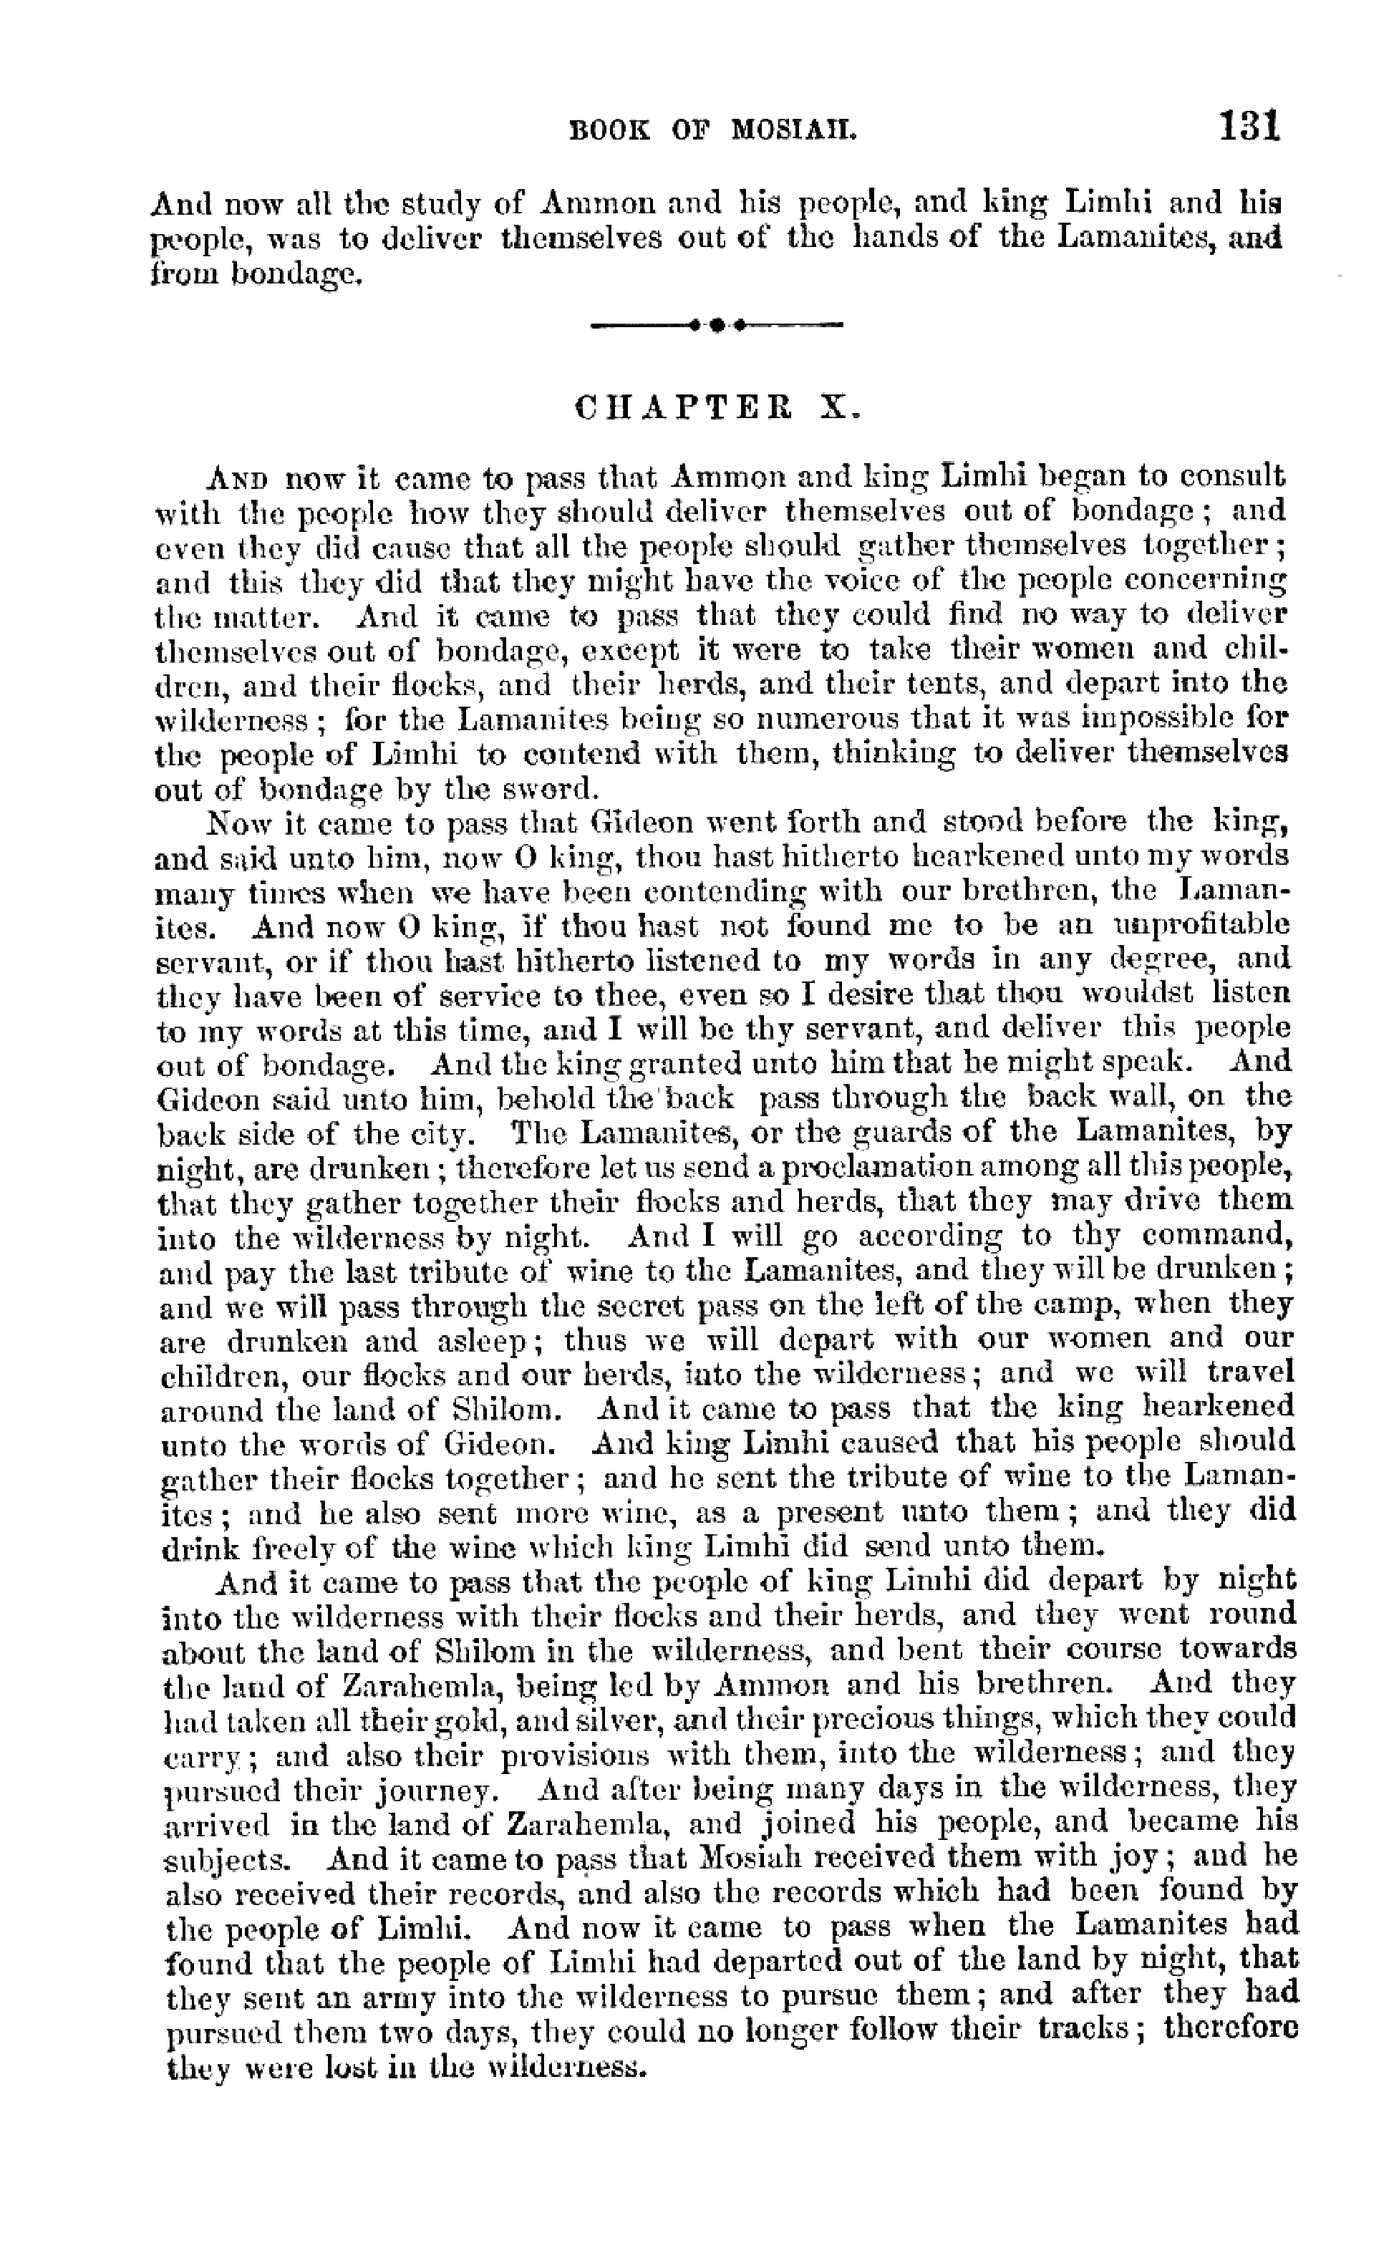 BOOK OF MOSIAH. 131
And now all the study of Ammon and his people, and king Limhi and his
people, was to deliver themselves out of the hands of the Lamanites, and
from bondage.
CHAPTER X.
AND now it came to pass that Ammon and king Limhi began to consult
with the people how they should deliver themselves out of bondage; and
even they did cause that all the people should gather themselves together;
and this they did that they might have the voice of the people concerning
the matter. And it came to pass that they could find no way to deliver
themselves out of bondage, except it were to take their women and chil-
dren, and their flocks, and their herds, and their tents, and depart into the
wilderness; for the Lamanites being so numerous that it was impossible for
the people of Limhi to contend with them, thinking to deliver themselves
out of bondage by the sword.
Now it came to pass that Gideon went forth and stood before the king,
and said unto him, now O king, thou hast hitherto hearkened unto my words
many times when we have been contending with our brethren, the Laman-
ites. And now O king, if thou hast not found me to be an unprofitable
servant, or if thou hast hitherto listened to my words in any degree, and
they have been of service to thee, even so I desire that thou wouldst listen
to my words at this time, and I will be thy servant, and deliver this people
out of bondage. And the king granted unto him that he might speak. And
Gideon said unto him, behold the back pass through the back wall, on the
back side of the city. The Lamanites, or the guards of the Lamanites, by
night, are drunken; therefore let us send a proclamation among all this people,
that they gather together their flocks and herds, that they may drive them
into the wilderness by night. And I will go according to thy command,
and pay the last tribute of wine to the Lamanites, and they will be drunken;
and we will pass through the secret pass on the left of the camp, when they
are drunken and asleep; thus we will depart with our women and our
children, our flocks and our herds, into the wilderness; and we will travel
around the land of Shilom. And it came to pass that the king hearkened
unto the words of Gideon. And king Limhi caused that his people should
gather their flocks together; and he sent the tribute of wine to the Laman-
ites; and he also sent more wine, as a present unto them; and they did
drink freely of the wine which king Limhi did send unto them.
And it came to pass that the people of king Limhi did depart by night
into the wilderness with their flocks and their herds, and they went round
about the land of Shilom in the wilderness, and bent their course towards
the land of Zarahemla, being led by Ammon and his brethren. And they
had taken all their gold, and silver, and their precious things, which they could
carry; and also their provisions with them, into the wilderness; and they
pursued their journey. And after being many days in the wilderness, they
arrived in the land of Zarahemla, and joined his people, and became his
subjects. And it came to pass that Mosiah received them with joy; and he
also received their records, and also the records which had been found by
the people of Limhi. And now it came to pass when the Lamanites had
found that the people of Limhi had departed out of the land by night, that
they sent an army into the wilderness to pursue them; and after they had
pursued them two days, they could no longer follow their tracks; therefore
they were lost in the wilderness.